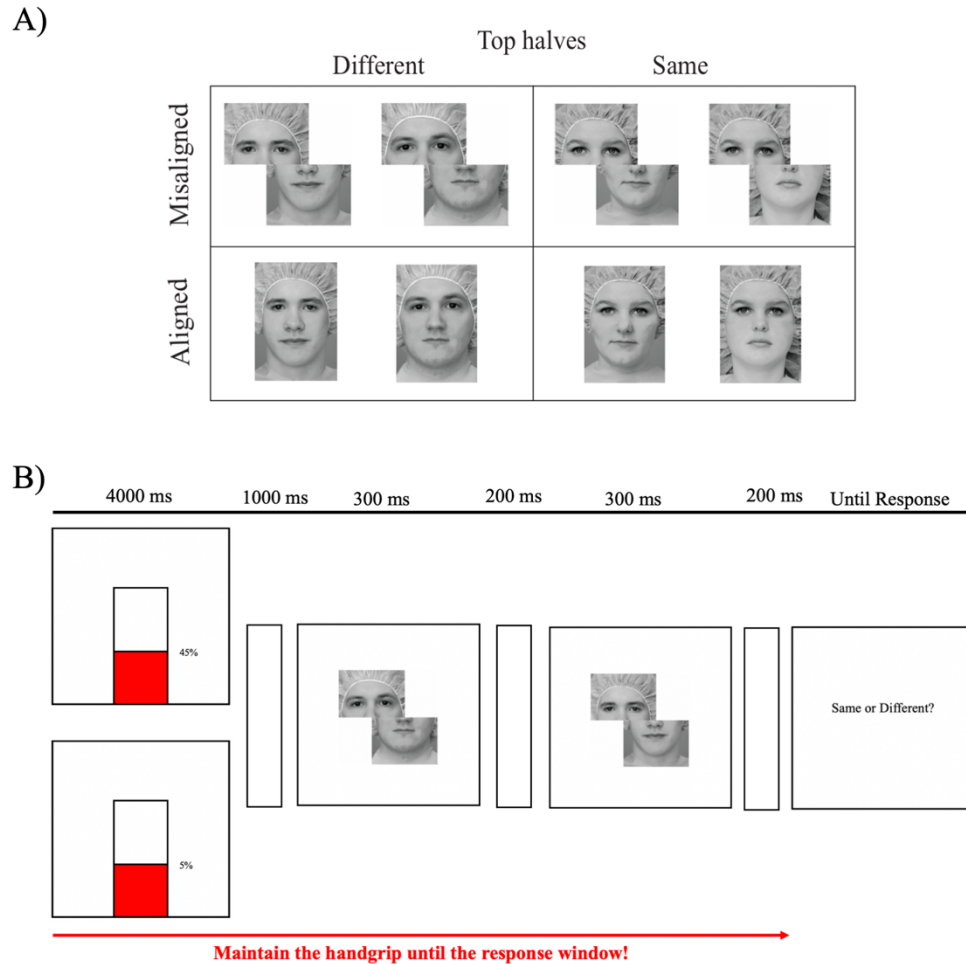 A)
Top halves
Different Same
Misaligned
Aligned
B)
4000 ms 1000 ms 300 ms 200 ms 300 ms 200 ms Until Response
45%
Same or Different?
5%
Maintain the handgrip until the response window!